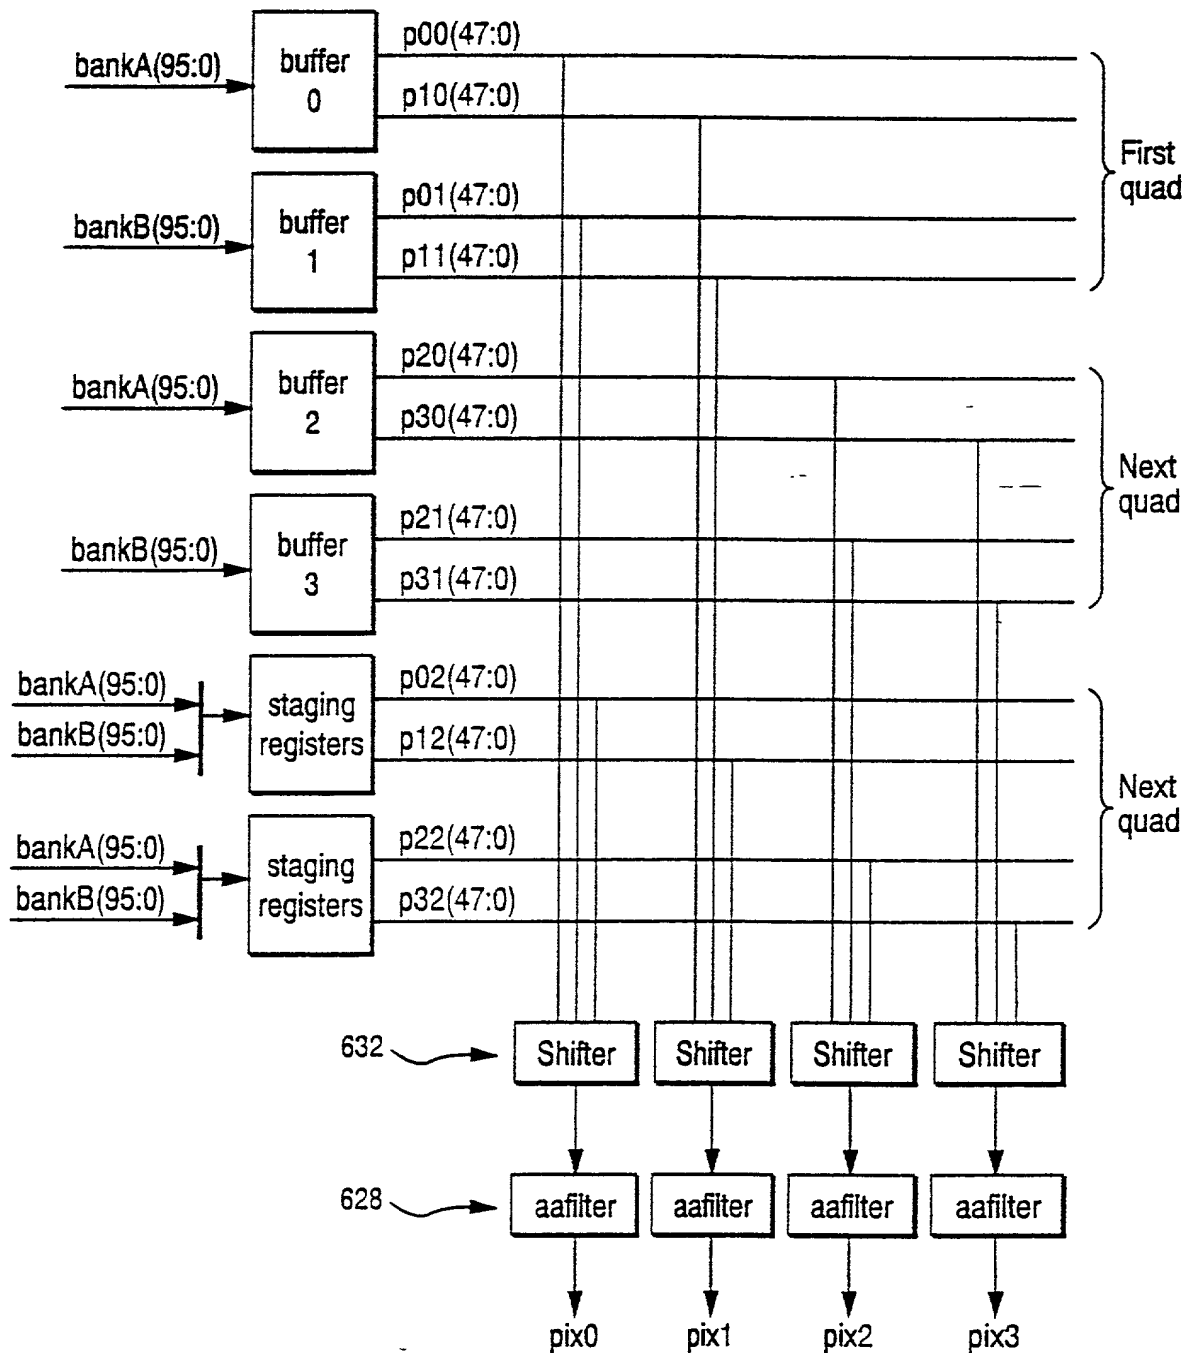 bankA(95:0)
buffer
0
p00(47:0)
p10(47:0)
bankB(95:0)
buffer
1
p01(47:0)
p11(47:0)
First
quad
bankA(95:0)
buffer
2
p20(47:0)
p30(47:0)
bankB(95:0)
buffer
3
p21(47:0)
p31(47:0)
Next
quad
bankA(95:0)
bankB(95:0)
staging
registers
p02(47:0)
p12(47:0)
bankA(95:0)
bankB(95:0)
staging
registers
p22(47:0)
p32(47:0)
Next
quad
632
Shifter
Shifter
Shifter
Shifter
628
aafilter
aafilter
aafilter
aafilter
pix0
pix1
pix2
pix3